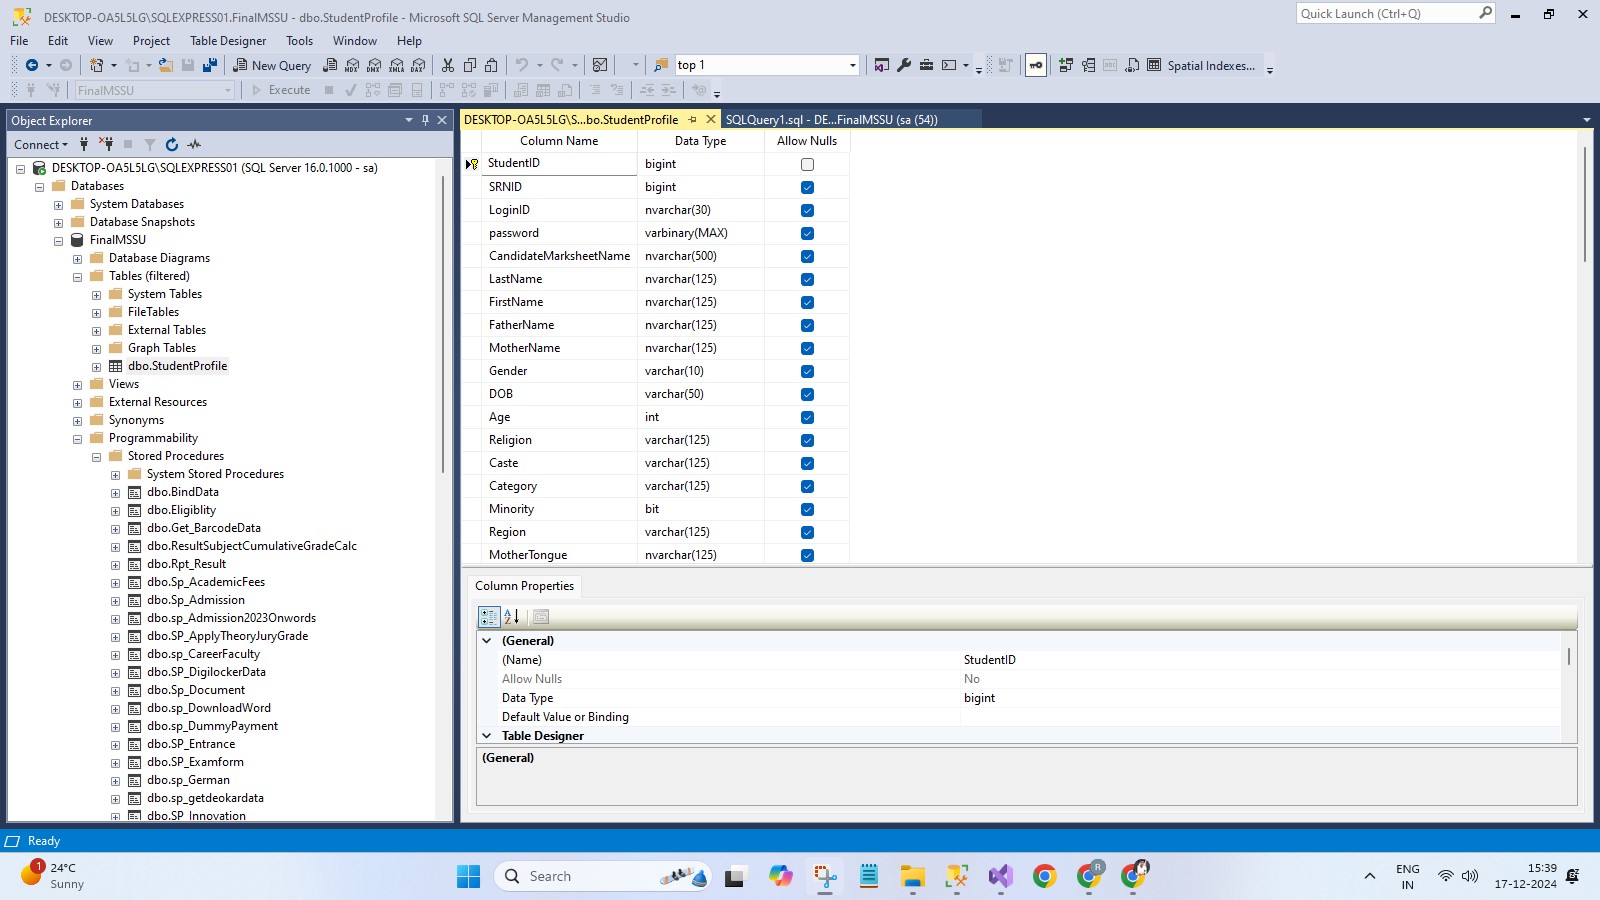 DESKTOP-OA5L5LG\SQLEXPRESS01.FinalMSSU - dbo.StudentProfile - Microsoft SQL Server Management Studio
Quick Launch (Ctrl+Q)
File Edit View Project Table Designer Tools Window Help
New Query MDX DMX XMLA DAX top 1 Spatial Indexes...
FinalMSSU Execute
Object Explorer
Connect
DESKTOP-OA5L5LG\SQLEXPRESS01 (SQL Server 16.0.1000 - sa)
Databases
System Databases
Database Snapshots
FinalMSSU
Database Diagrams
Tables (filtered)
System Tables
FileTables
External Tables
Graph Tables
dbo.StudentProfile
Views
External Resources
Synonyms
Programmability
Stored Procedures
System Stored Procedures
dbo.BindData
dbo.Eligiblity
dbo.Get_BarcodeData
dbo.ResultSubjectCumulativeGradeCalc
dbo.Rpt_Result
dbo.Sp_AcademicFees
dbo.Sp_Admission
dbo.sp_Admission2023Onwords
dbo.SP_ApplyTheoryJuryGrade
dbo.sp_CareerFaculty
dbo.SP_DigilockerData
dbo.Sp_Document
dbo.sp_DownloadWord
dbo.sp_DummyPayment
dbo.SP_Entrance
dbo.SP_Examform
dbo.sp_German
dbo.sp_getdeokardata
dbo.SP_Innovation
DESKTOP-OA5L5LG\S...bo.StudentProfile
SQLQuery1.sql - DE...FinalMSSU (sa (54))
Column Name Data Type Allow Nulls
StudentID bigint
SRNID bigint
LoginID nvarchar(30)
password varbinary(MAX)
CandidateMarksheetName nvarchar(500)
LastName nvarchar(125)
FirstName nvarchar(125)
FatherName nvarchar(125)
MotherName nvarchar(125)
Gender varchar(10)
DOB varchar(50)
Age int
Religion varchar(125)
Caste varchar(125)
Category varchar(125)
Minority bit
Region varchar(125)
MotherTongue nvarchar(125)
Column Properties
(General)
(Name) StudentID
Allow Nulls No
Data Type bigint
Default Value or Binding
Table Designer
(General)
Ready
1
24°C
Sunny
Search
R
ENG
IN
15:39
17-12-2024